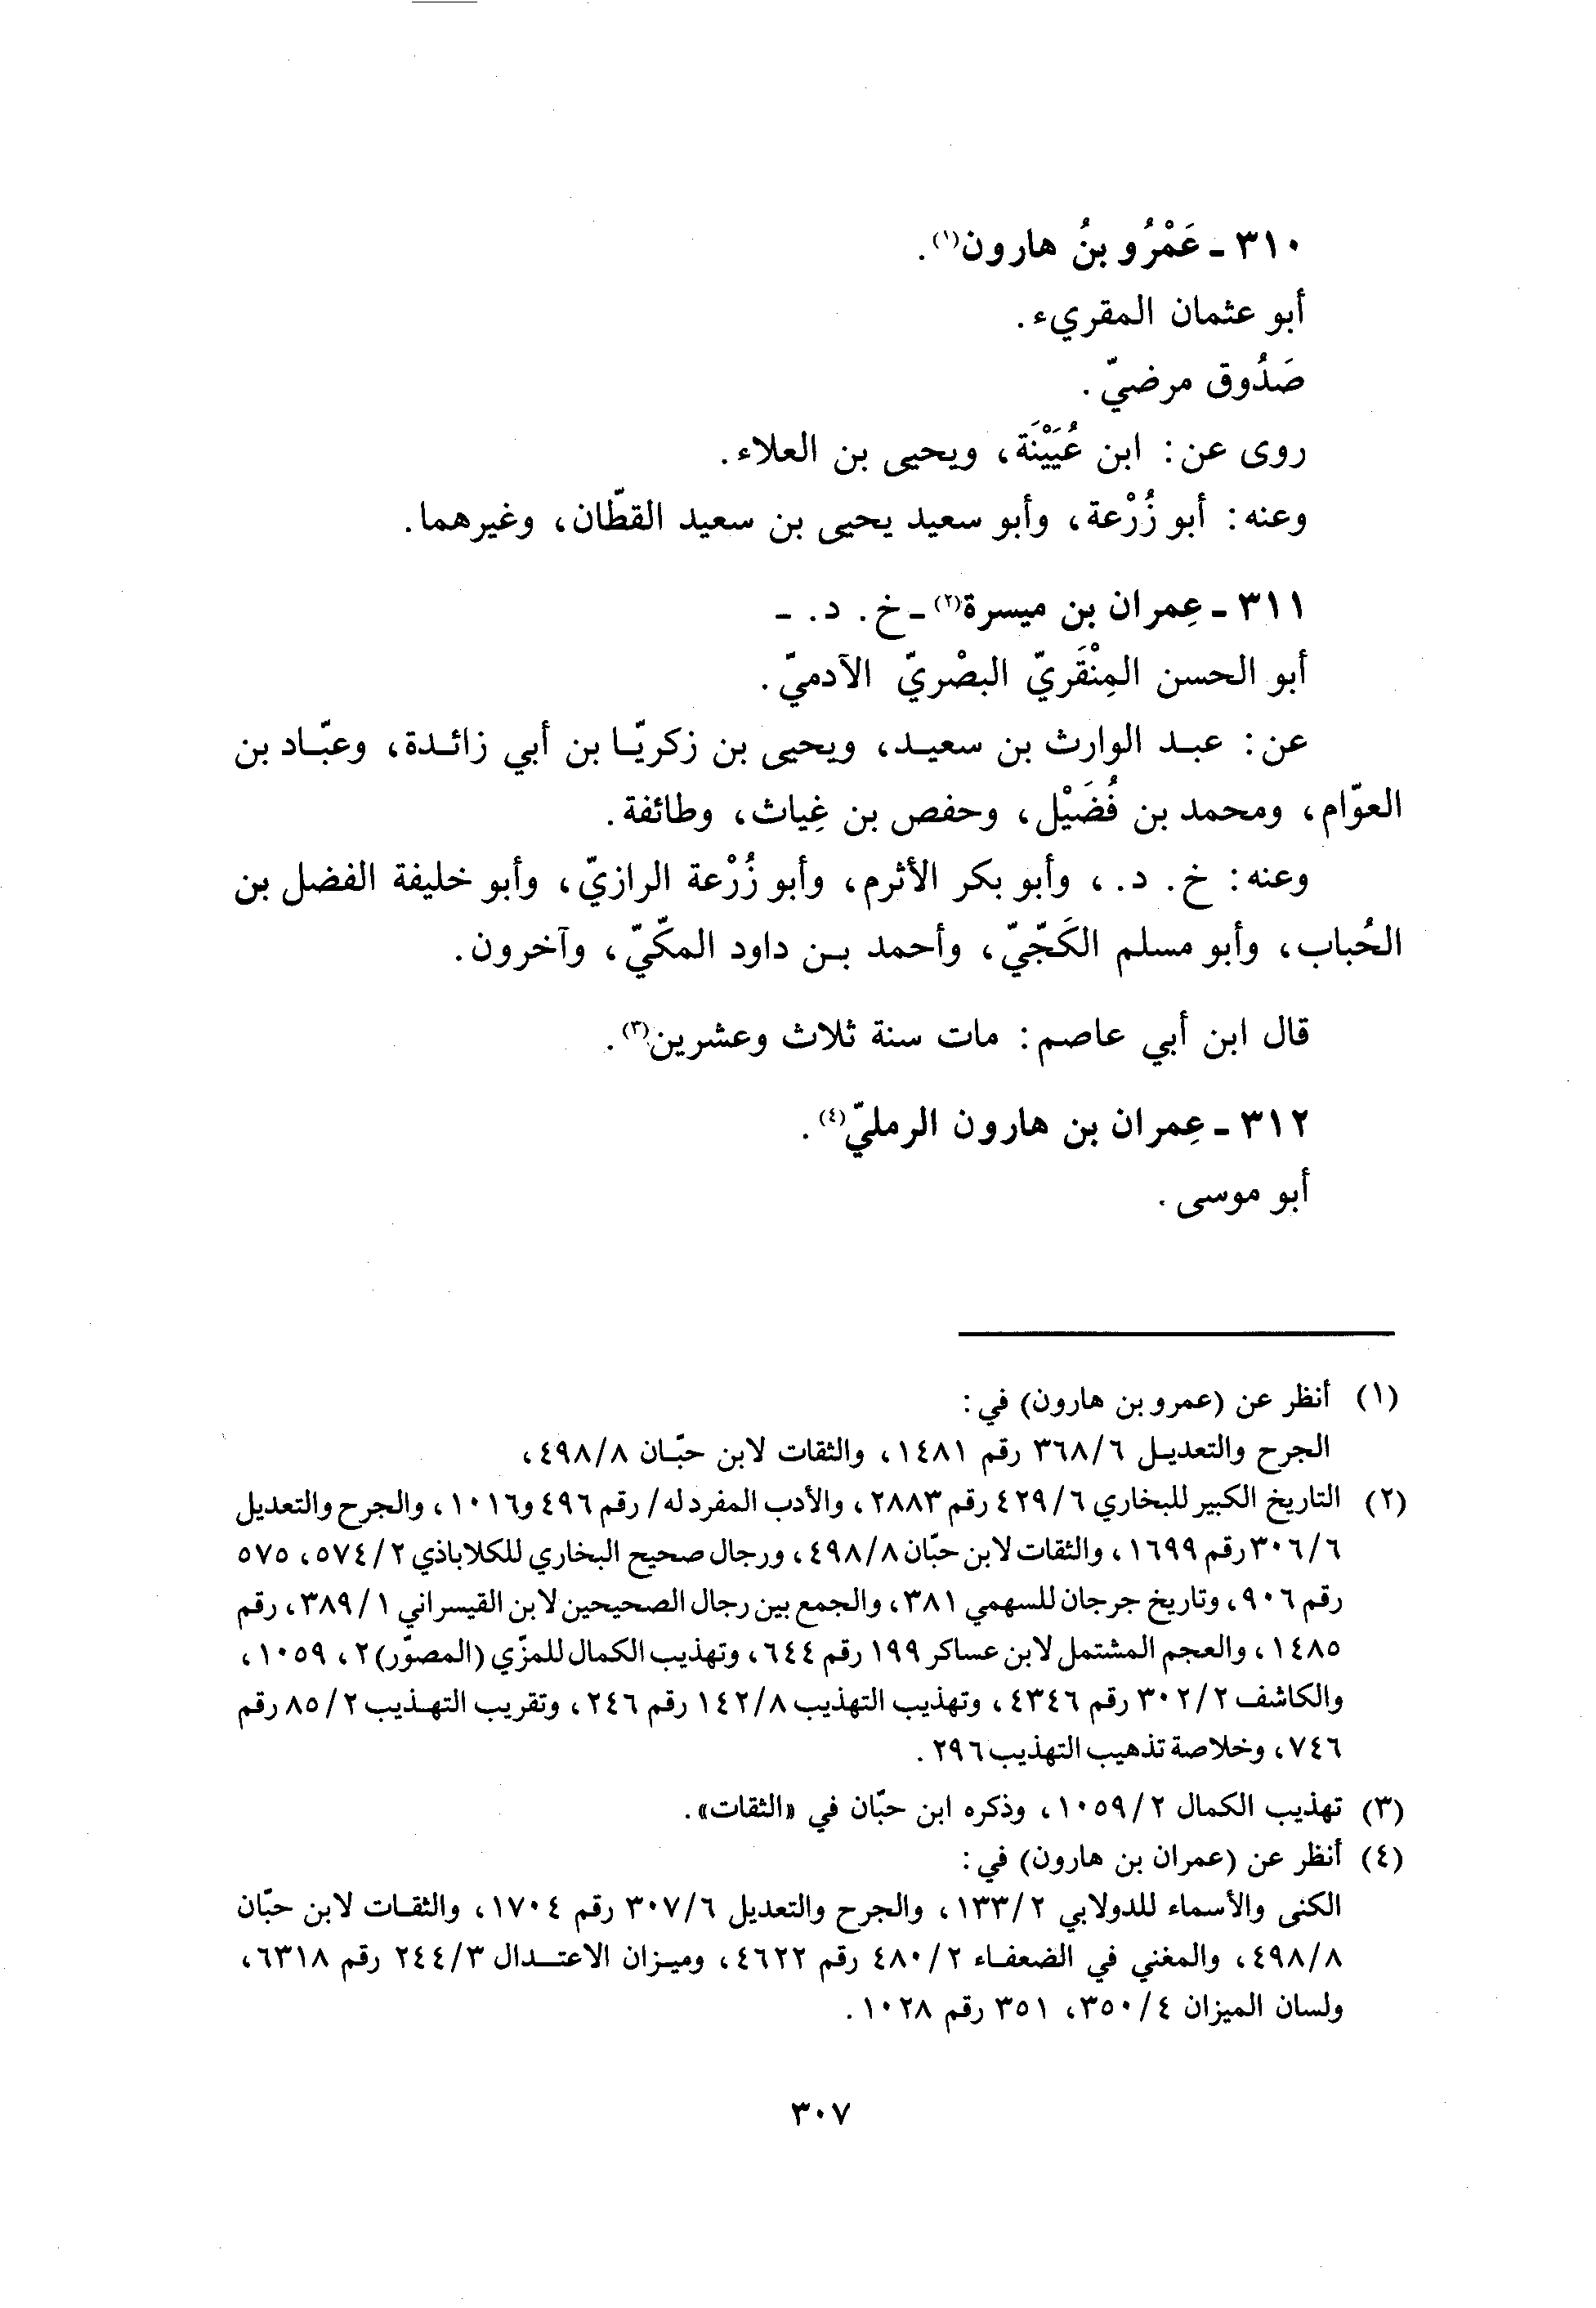 ٣١٠ - عَمْرُو بنُ هارون(١).
أبو عثمان المقريء.
صَدُوق مرضيّ.
روى عن: ابن عُيَيْنَة، ويحيى بن العلاء.
وعنه: أبو زُرْعة، وأبو سعيد يحيى بن سعيد القطّان، وغيرهما.
٣١١ - عِمران بن ميسرة(٢) - خ. د. -
أبو الحسن المِنْقَريّ البصْريّ الآدميّ.
عن: عبد الوارث بن سعيد، ويحيى بن زكريّا بن أبي زائدة، وعبّاد بن
العوّام، ومحمد بن فُضَيْل، وحفص بن غِياث، وطائفة.
وعنه: خ. د.، وأبو بكر الأثرم، وأبو زُرْعة الرازيّ، وأبو خليفة الفضل بن
الحُباب، وأبو مسلم الكَجّيّ، وأحمد بن داود المكّيّ، وآخرون.
قال ابن أبي عاصم: مات سنة ثلاث وعشرين(٣).
٣١٢ - عِمران بن هارون الرمليّ(٤).
أبو موسى.
(١) أنظر عن (عمرو بن هارون) في:
الجرح والتعديل ٣٦٨/٦ رقم ١٤٨١، والثقات لابن حبّان ٤٩٨/٨،
(٢) التاريخ الكبير للبخاري ٤٢٩/٦ رقم ٢٨٨٣، والأدب المفرد له/ رقم ٤٩٦ و١٠١٦، والجرح والتعديل
٣٠٦/٦ رقم ١٦٩٩، والثقات لابن حبّان ٤٩٨/٨، ورجال صحيح البخاري للكلاباذي ٥٧٤/٢، ٥٧٥
رقم ٩٠٦، وتاريخ جرجان للسهمي ٣٨١، والجمع بين رجال الصحيحين لابن القيسراني ٣٨٩/١، رقم
١٤٨٥، والعجم المشتمل لابن عساكر ١٩٩ رقم ٦٤٤، وتهذيب الكمال للمزّي (المصوّر) ٢، ١٠٥٩،
والكاشف ٣٠٢/٢ رقم ٤٣٤٦، وتهذيب التهذيب ١٤٢/٨ رقم ٢٤٦، وتقريب التهذيب ٨٥/٢ رقم
٧٤٦، وخلاصة تذهيب التهذيب ٢٩٦.
(٣) تهذيب الكمال ١٠٥٩/٢، وذكره ابن حبّان في «الثقات».
(٤) أنظر عن (عمران بن هارون) في:
الكنى والأسماء للدولابي ١٣٣/٢، والجرح والتعديل ٣٠٧/٦ رقم ١٧٠٤، والثقات لابن حبّان
٤٩٨/٨، والمغني في الضعفاء ٤٨٠/٢ رقم ٤٦٢٢، وميزان الاعتدال ٢٤٤/٣ رقم ٦٣١٨،
ولسان الميزان ٣٥٠/٤، ٣٥١ رقم ١٠٢٨.
٣٠٧